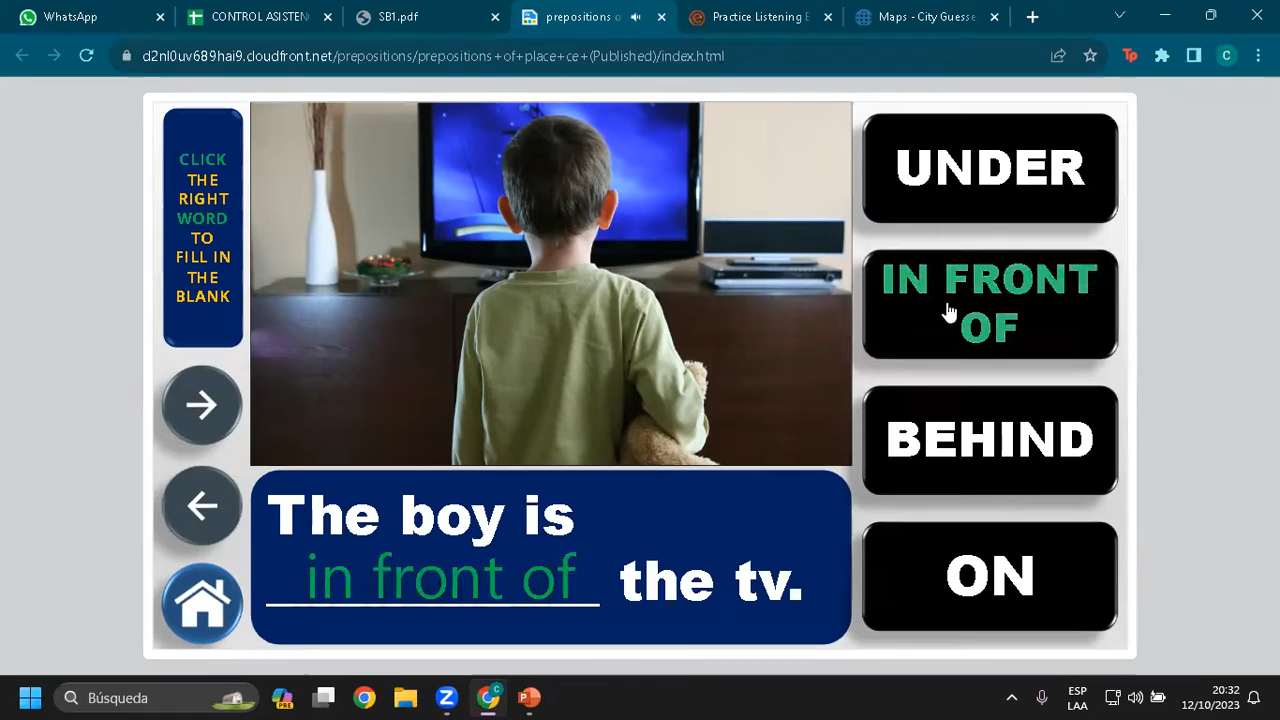 WhatsApp
CONTROL ASISTEN
SB1.pdf
prepositions o
Practice Listening E
Maps - City Guesse
d2nl0uv689hai9.cloudfront.net/prepositions/prepositions+of+place+ce+(Published)/index.html
Tp
C
CLICK
THE
RIGHT
WORD
TO
FILL IN
THE
BLANK
UNDER
IN FRONT
OF
BEHIND
ON
The boy is
in front of the tv.
Búsqueda
PRE
C
ESP
LAA
20:32
12/10/2023